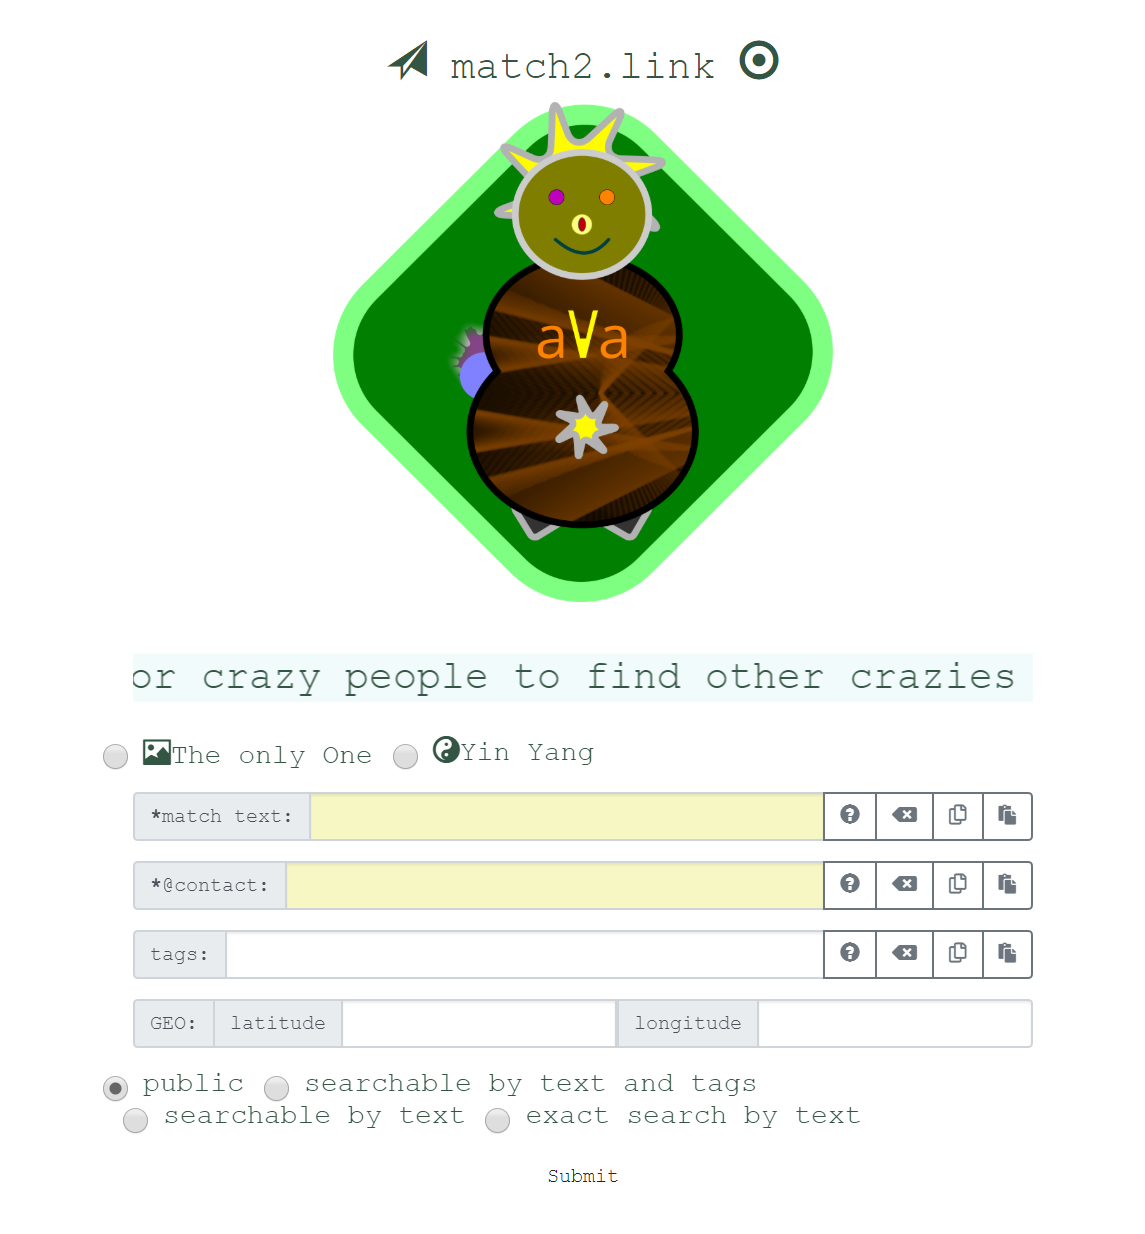 match2.link
aVa
or crazy people to find other crazies
The only One Yin Yang
*match text:
*@contact:
tags:
GEO: latitude longitude
public searchable by text and tags
searchable by text exact search by text
Submit